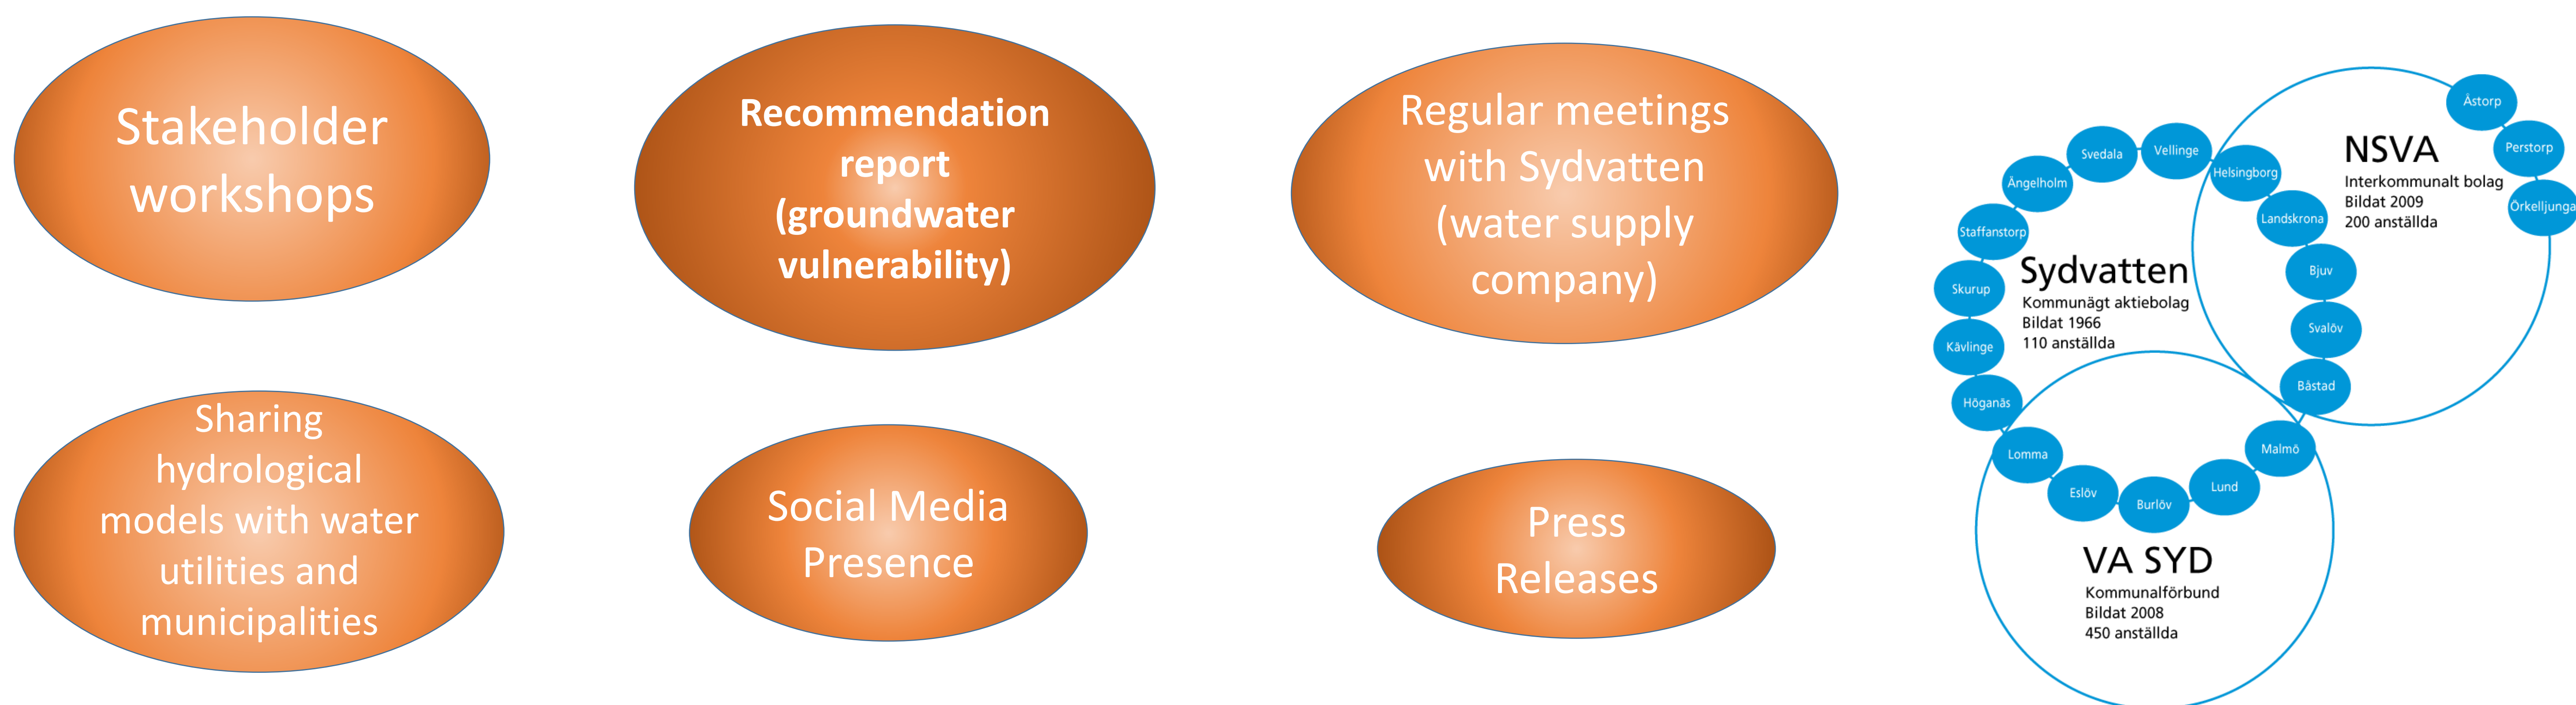 Stakeholder
workshops
Recommendation
report
(groundwater
vulnerability)
Regular meetings
with Sydvatten
(water supply
company)
Sharing
hydrological
models with water
utilities and
municipalities
Social Media
Presence
Press
Releases
Åstorp
Perstorp
Örkelljunga
NSVA
Interkommunalt bolag
Bildat 2009
200 anställda
Svedala
Vellinge
Helsingborg
Ängelholm
Landskrona
Staffanstorp
Bjuv
Sydvatten
Kommunägt aktiebolag
Bildat 1966
110 anställda
Skurup
Svalöv
Kävlinge
Båstad
Höganäs
Malmö
Lomma
Eslöv
Burlöv
Lund
VA SYD
Kommunalförbund
Bildat 2008
450 anställda